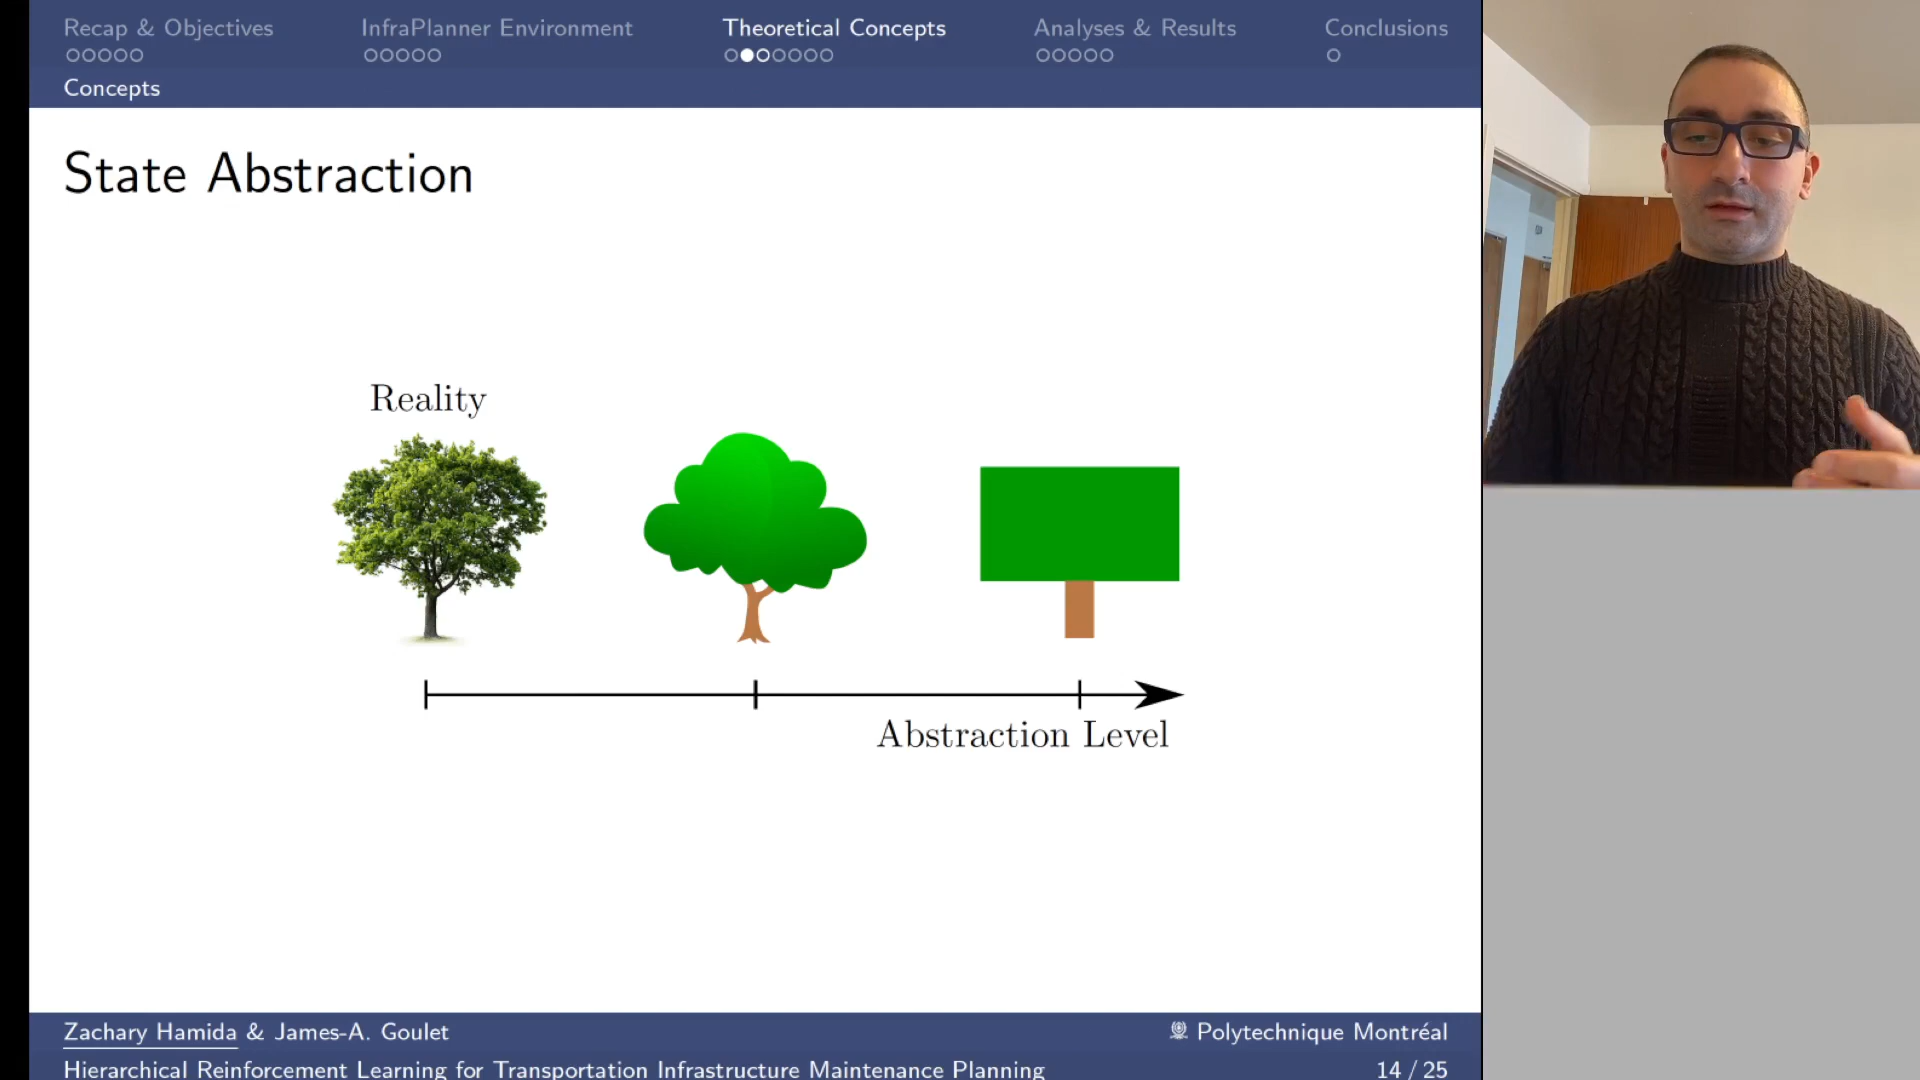 Recap & Objectives
InfraPlanner Environment
Theoretical Concepts
Analyses & Results
Conclusions
Concepts
State Abstraction
Reality
Abstraction Level
Zachary Hamida & James-A. Goulet
Polytechnique Montréal
Hierarchical Reinforcement Learning for Transportation Infrastructure Maintenance Planning
14 / 25